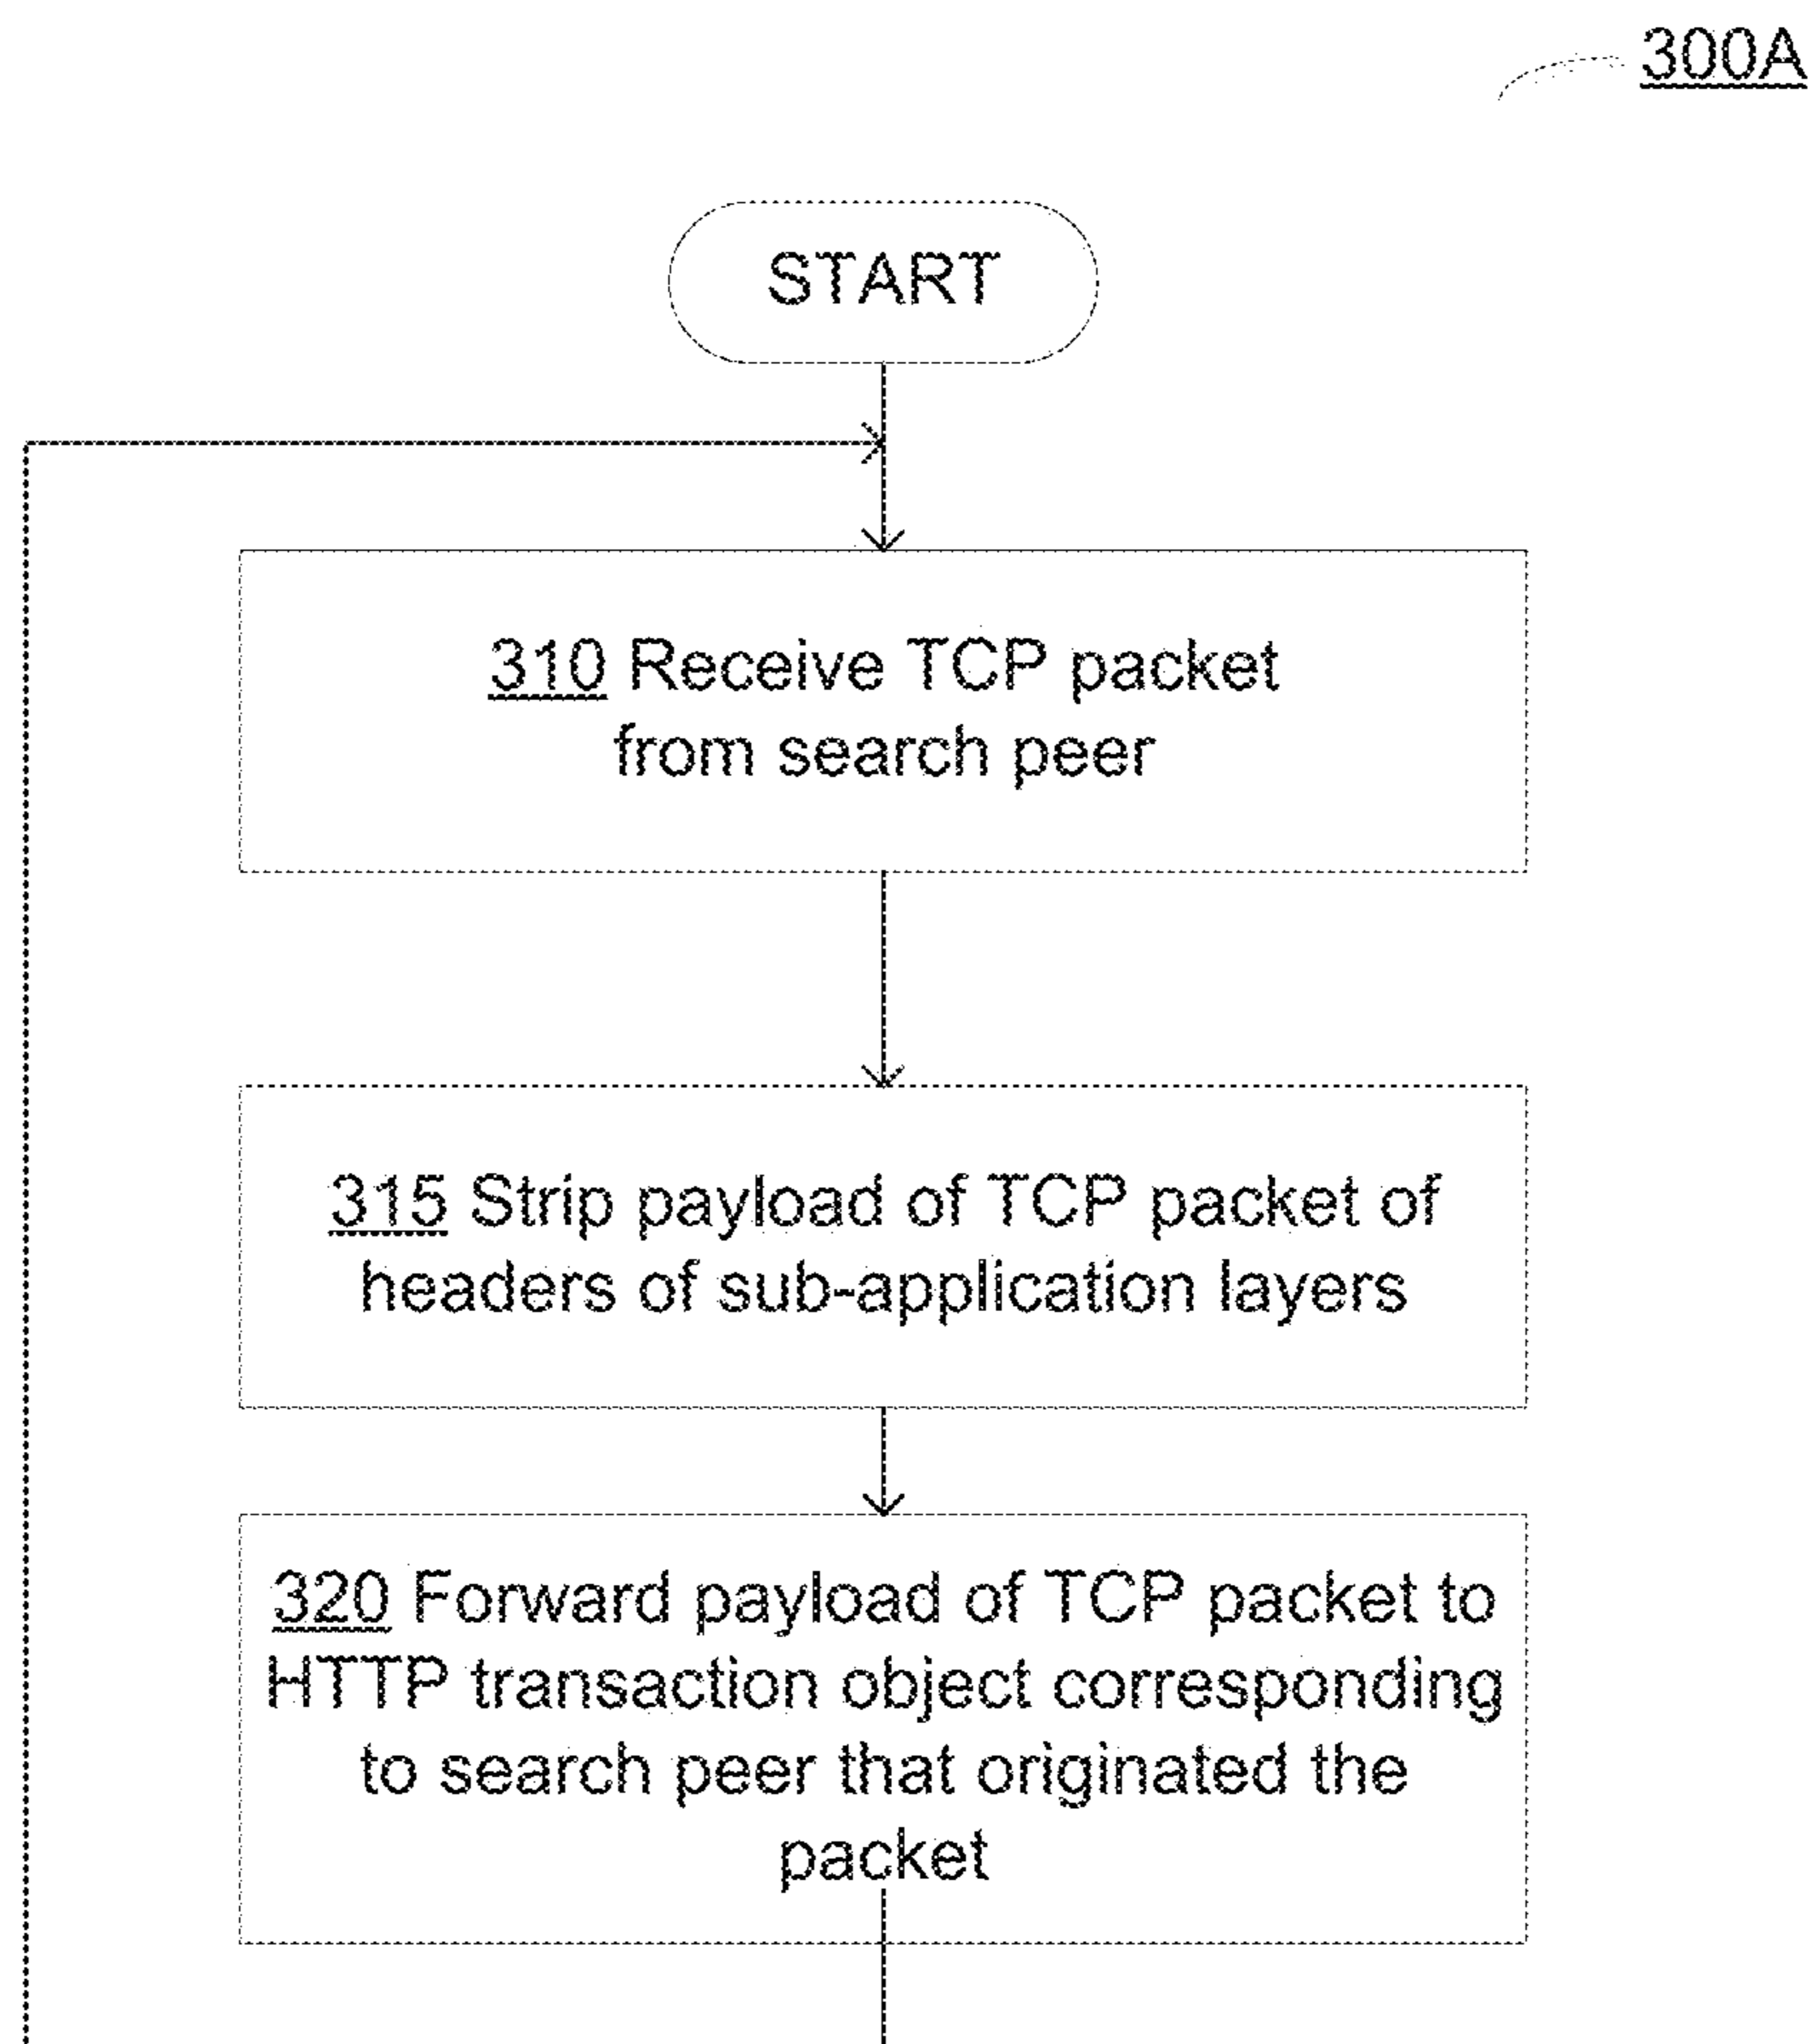 300A
START
310 Receive TCP packet
from search peer
315 Strip payload of TCP packet of
headers of sub-application layers
320 Forward payload of TCP packet to
HTTP transaction object corresponding
to search peer that originated the
packet